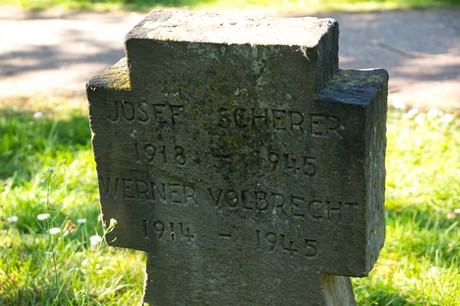 JOSEF SCHERER
1918 - 1945
WERNER VOLBRECHT
1914 - 1945